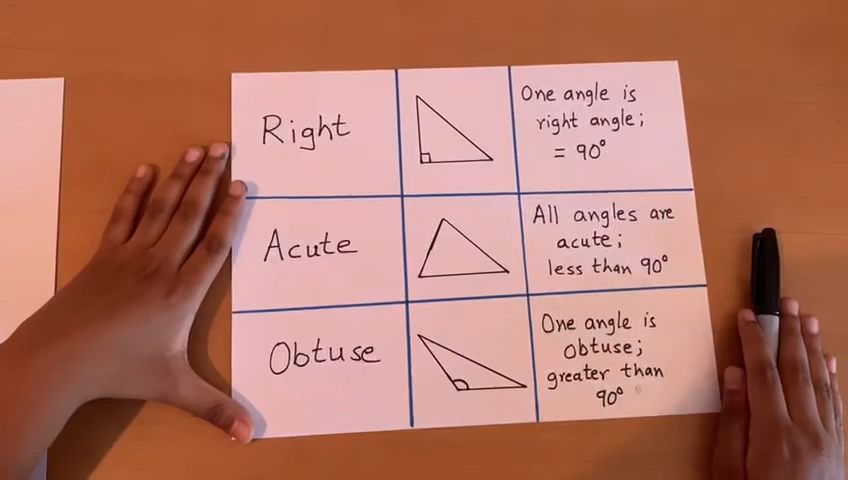 Right
One angle is
right angle;
= 90°
Acute
All angles are
acute;
less than 90°
Obtuse
One angle is
obtuse;
greater than
90°